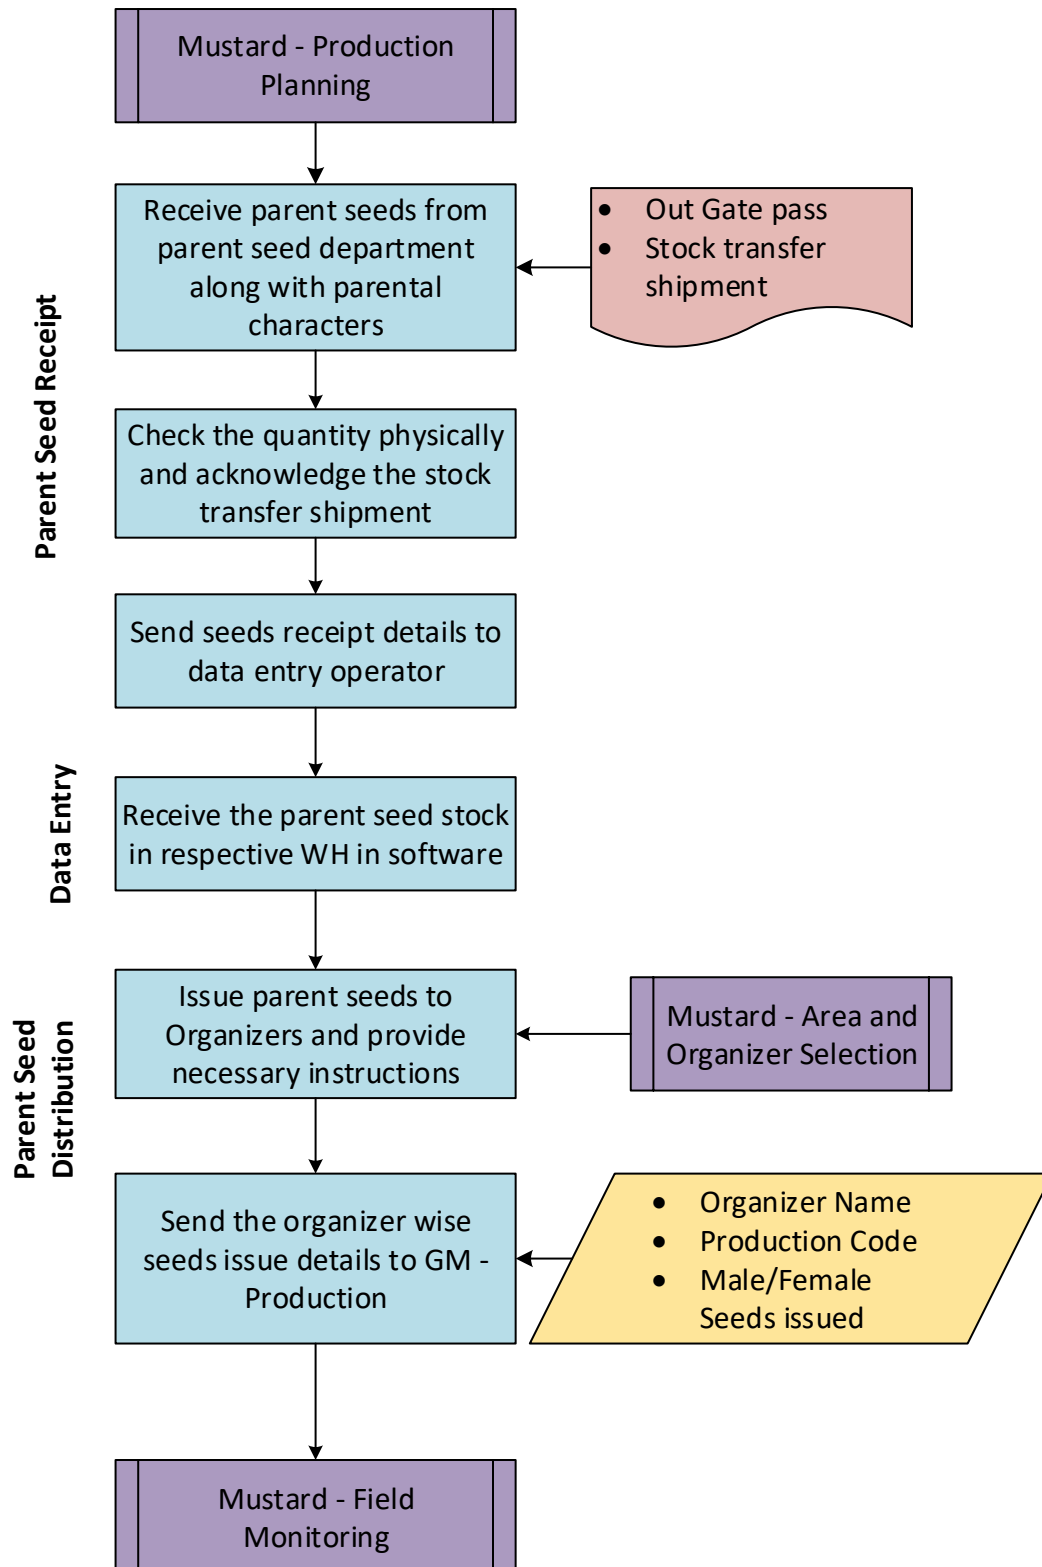 Mustard - Production
Planning
Receive parent seeds from
parent seed department
along with parental
characters
• Out Gate pass
• Stock transfer
shipment
Parent Seed Receipt
Check the quantity physically
and acknowledge the stock
transfer shipment
Send seeds receipt details to
data entry operator
Data Entry
Receive the parent seed stock
in respective WH in software
Parent Seed
Distribution
Issue parent seeds to
Organizers and provide
necessary instructions
Mustard - Area and
Organizer Selection
Send the organizer wise
seeds issue details to GM -
Production
• Organizer Name
• Production Code
• Male/Female
Seeds issued
Mustard - Field
Monitoring